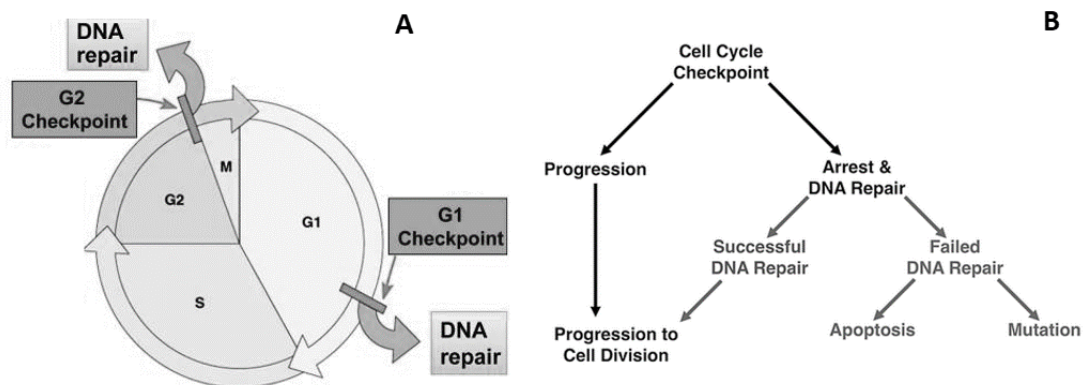 A
DNA
repair
G2
Checkpoint
M
G2
G1
G1
Checkpoint
S
DNA
repair
B
Cell Cycle
Checkpoint
Progression
Arrest &
DNA Repair
Successful
DNA Repair
Failed
DNA Repair
Progression to
Cell Division
Apoptosis
Mutation